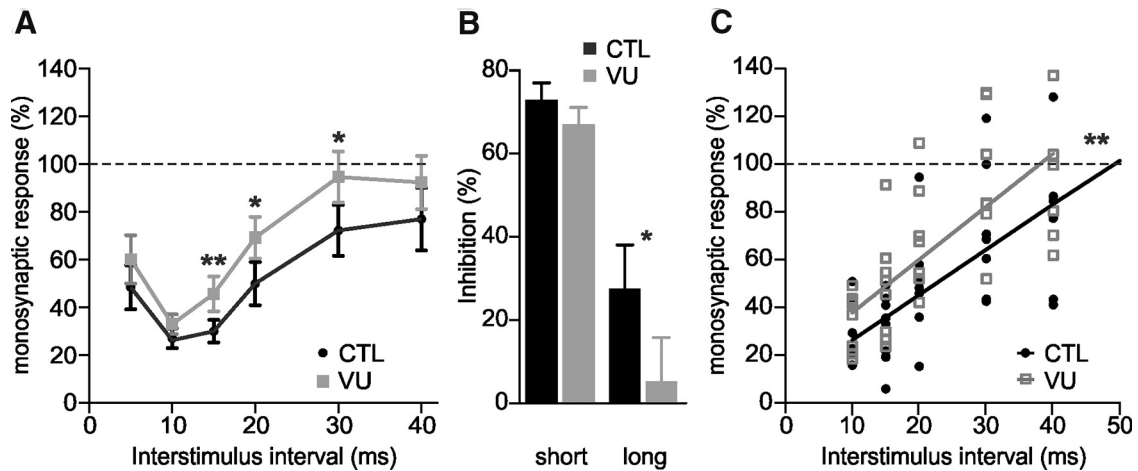 A
monosynaptic response (%)
140
120
100
80
60
40
20
0
*
*
**
CTL
VU
0
10
20
30
40
Interstimulus interval (ms)
B
CTL
VU
Inhibition (%)
80
60
40
20
0
*
short
long
C
monosynaptic response (%)
140
120
100
80
60
40
20
0
**
CTL
VU
0
10
20
30
40
50
Interstimulus interval (ms)